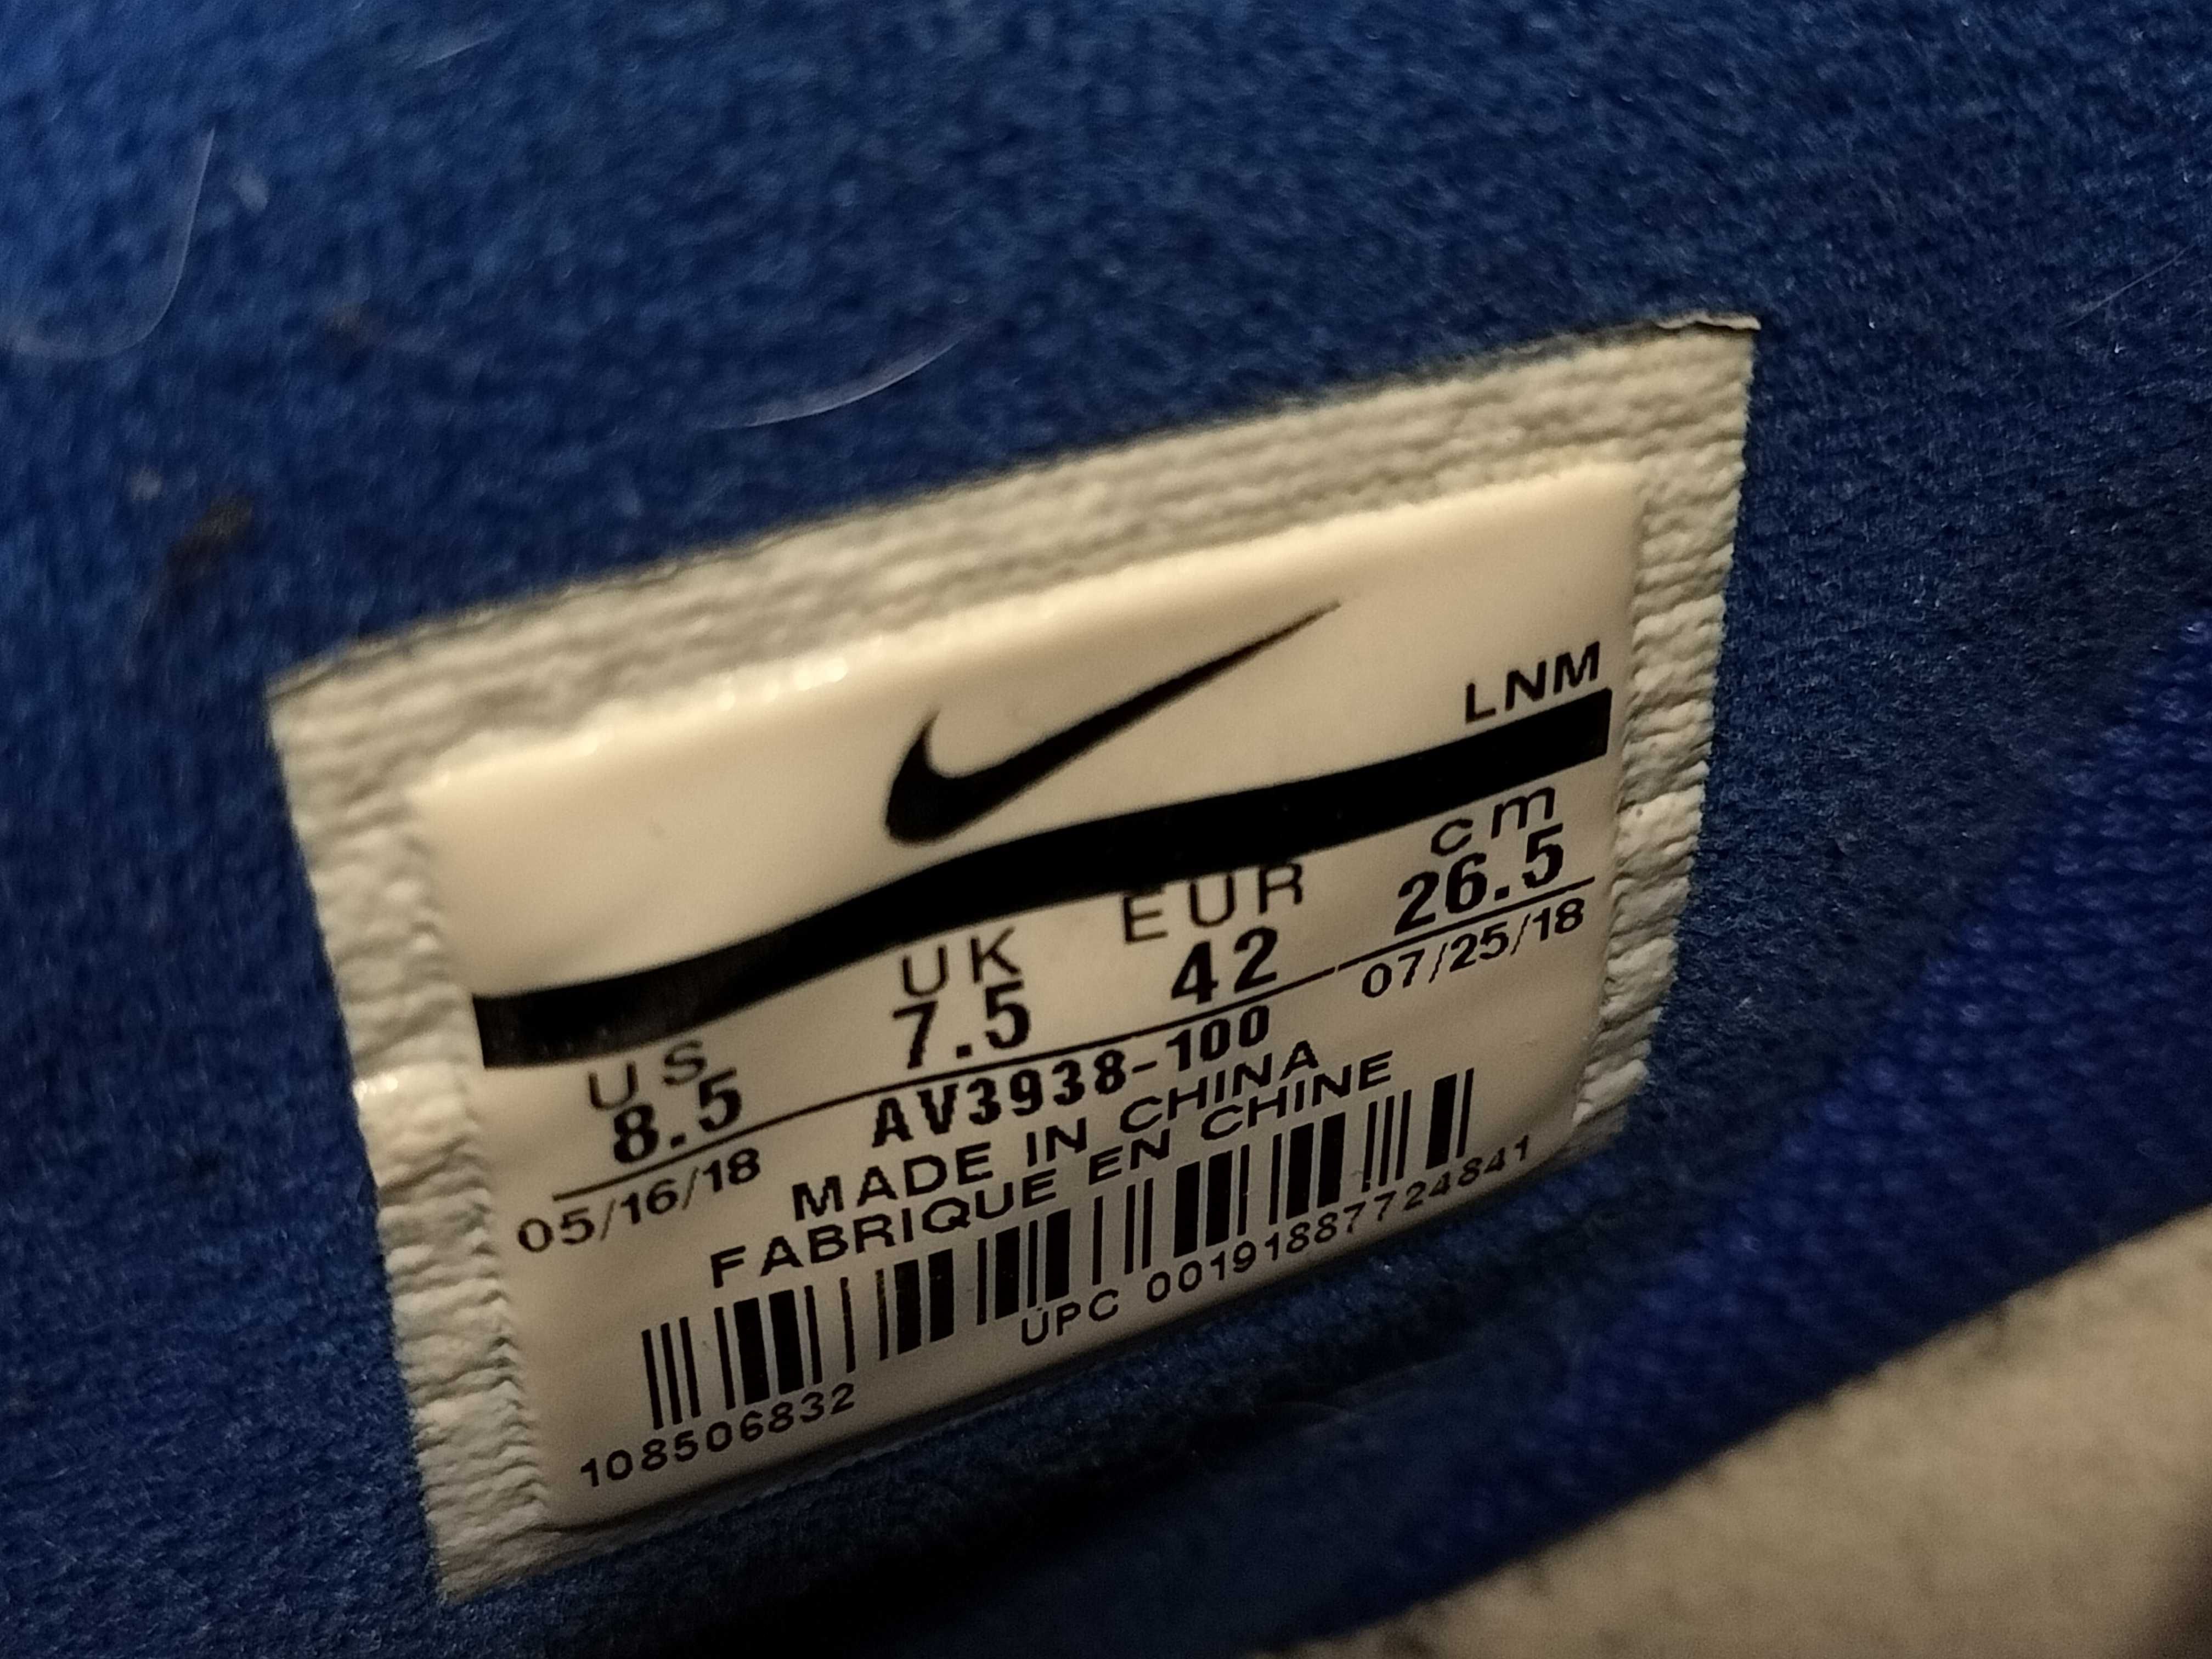 LNM
US UK EUR cm
8.5 7.5 42 26.5
05/16/18 AV3938-100 07/25/18
MADE IN CHINA
FABRIQUE EN CHINE
108506832 UPC 00191887724841